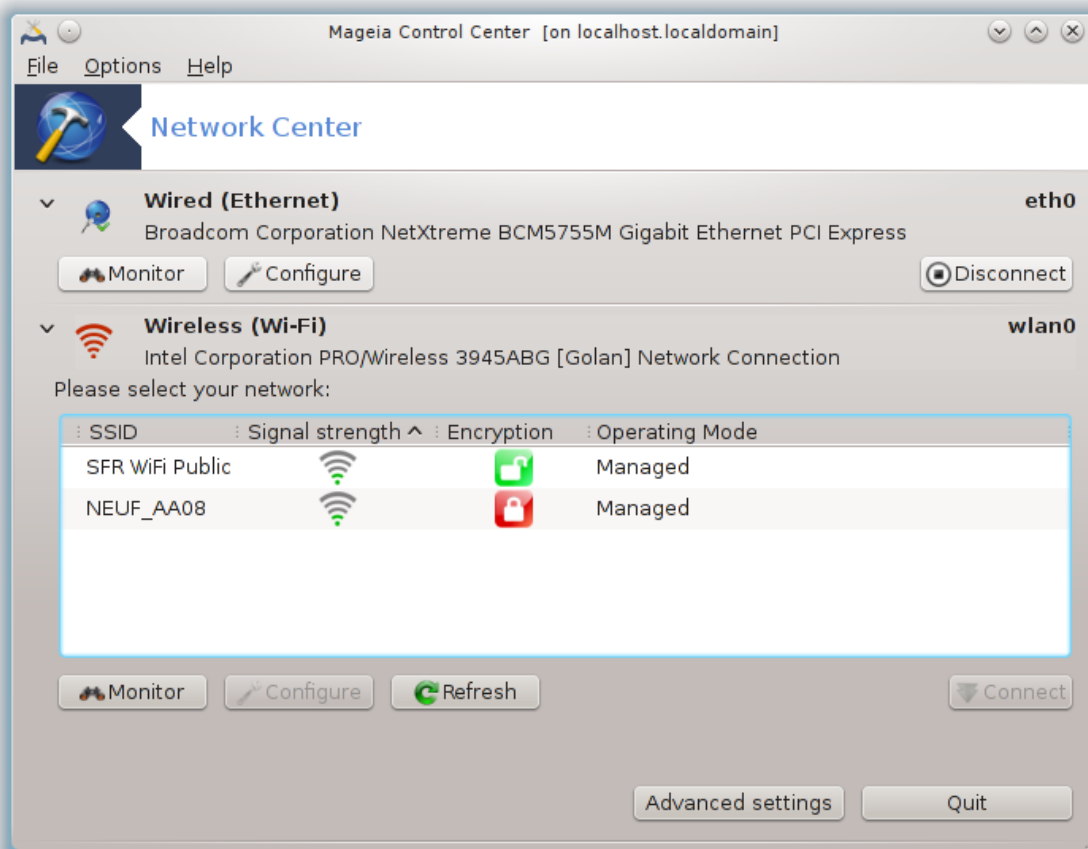 Mageia Control Center [on localhost.localdomain]
File Options Help
Network Center
Wired (Ethernet) eth0
Broadcom Corporation NetXtreme BCM5755M Gigabit Ethernet PCI Express
Monitor Configure Disconnect
Wireless (Wi-Fi) wlan0
Intel Corporation PRO/Wireless 3945ABG [Golan] Network Connection
Please select your network:
SSID Signal strength Encryption Operating Mode
SFR WiFi Public Managed
NEUF_AA08 Managed
Monitor Configure Refresh Connect
Advanced settings Quit